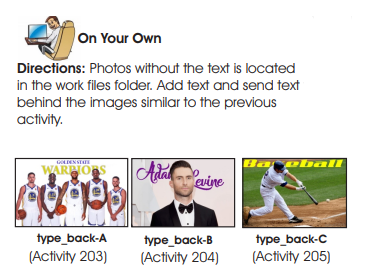 On Your Own
Directions: Photos without the text is located
in the work files folder. Add text and send text
behind the images similar to the previous
activity.
GOLDEN STATE
WARRIORS
Adam Levine
Baseball
type_back-A
type_back-B
type_back-C
(Activity 203)
(Activity 204)
(Activity 205)